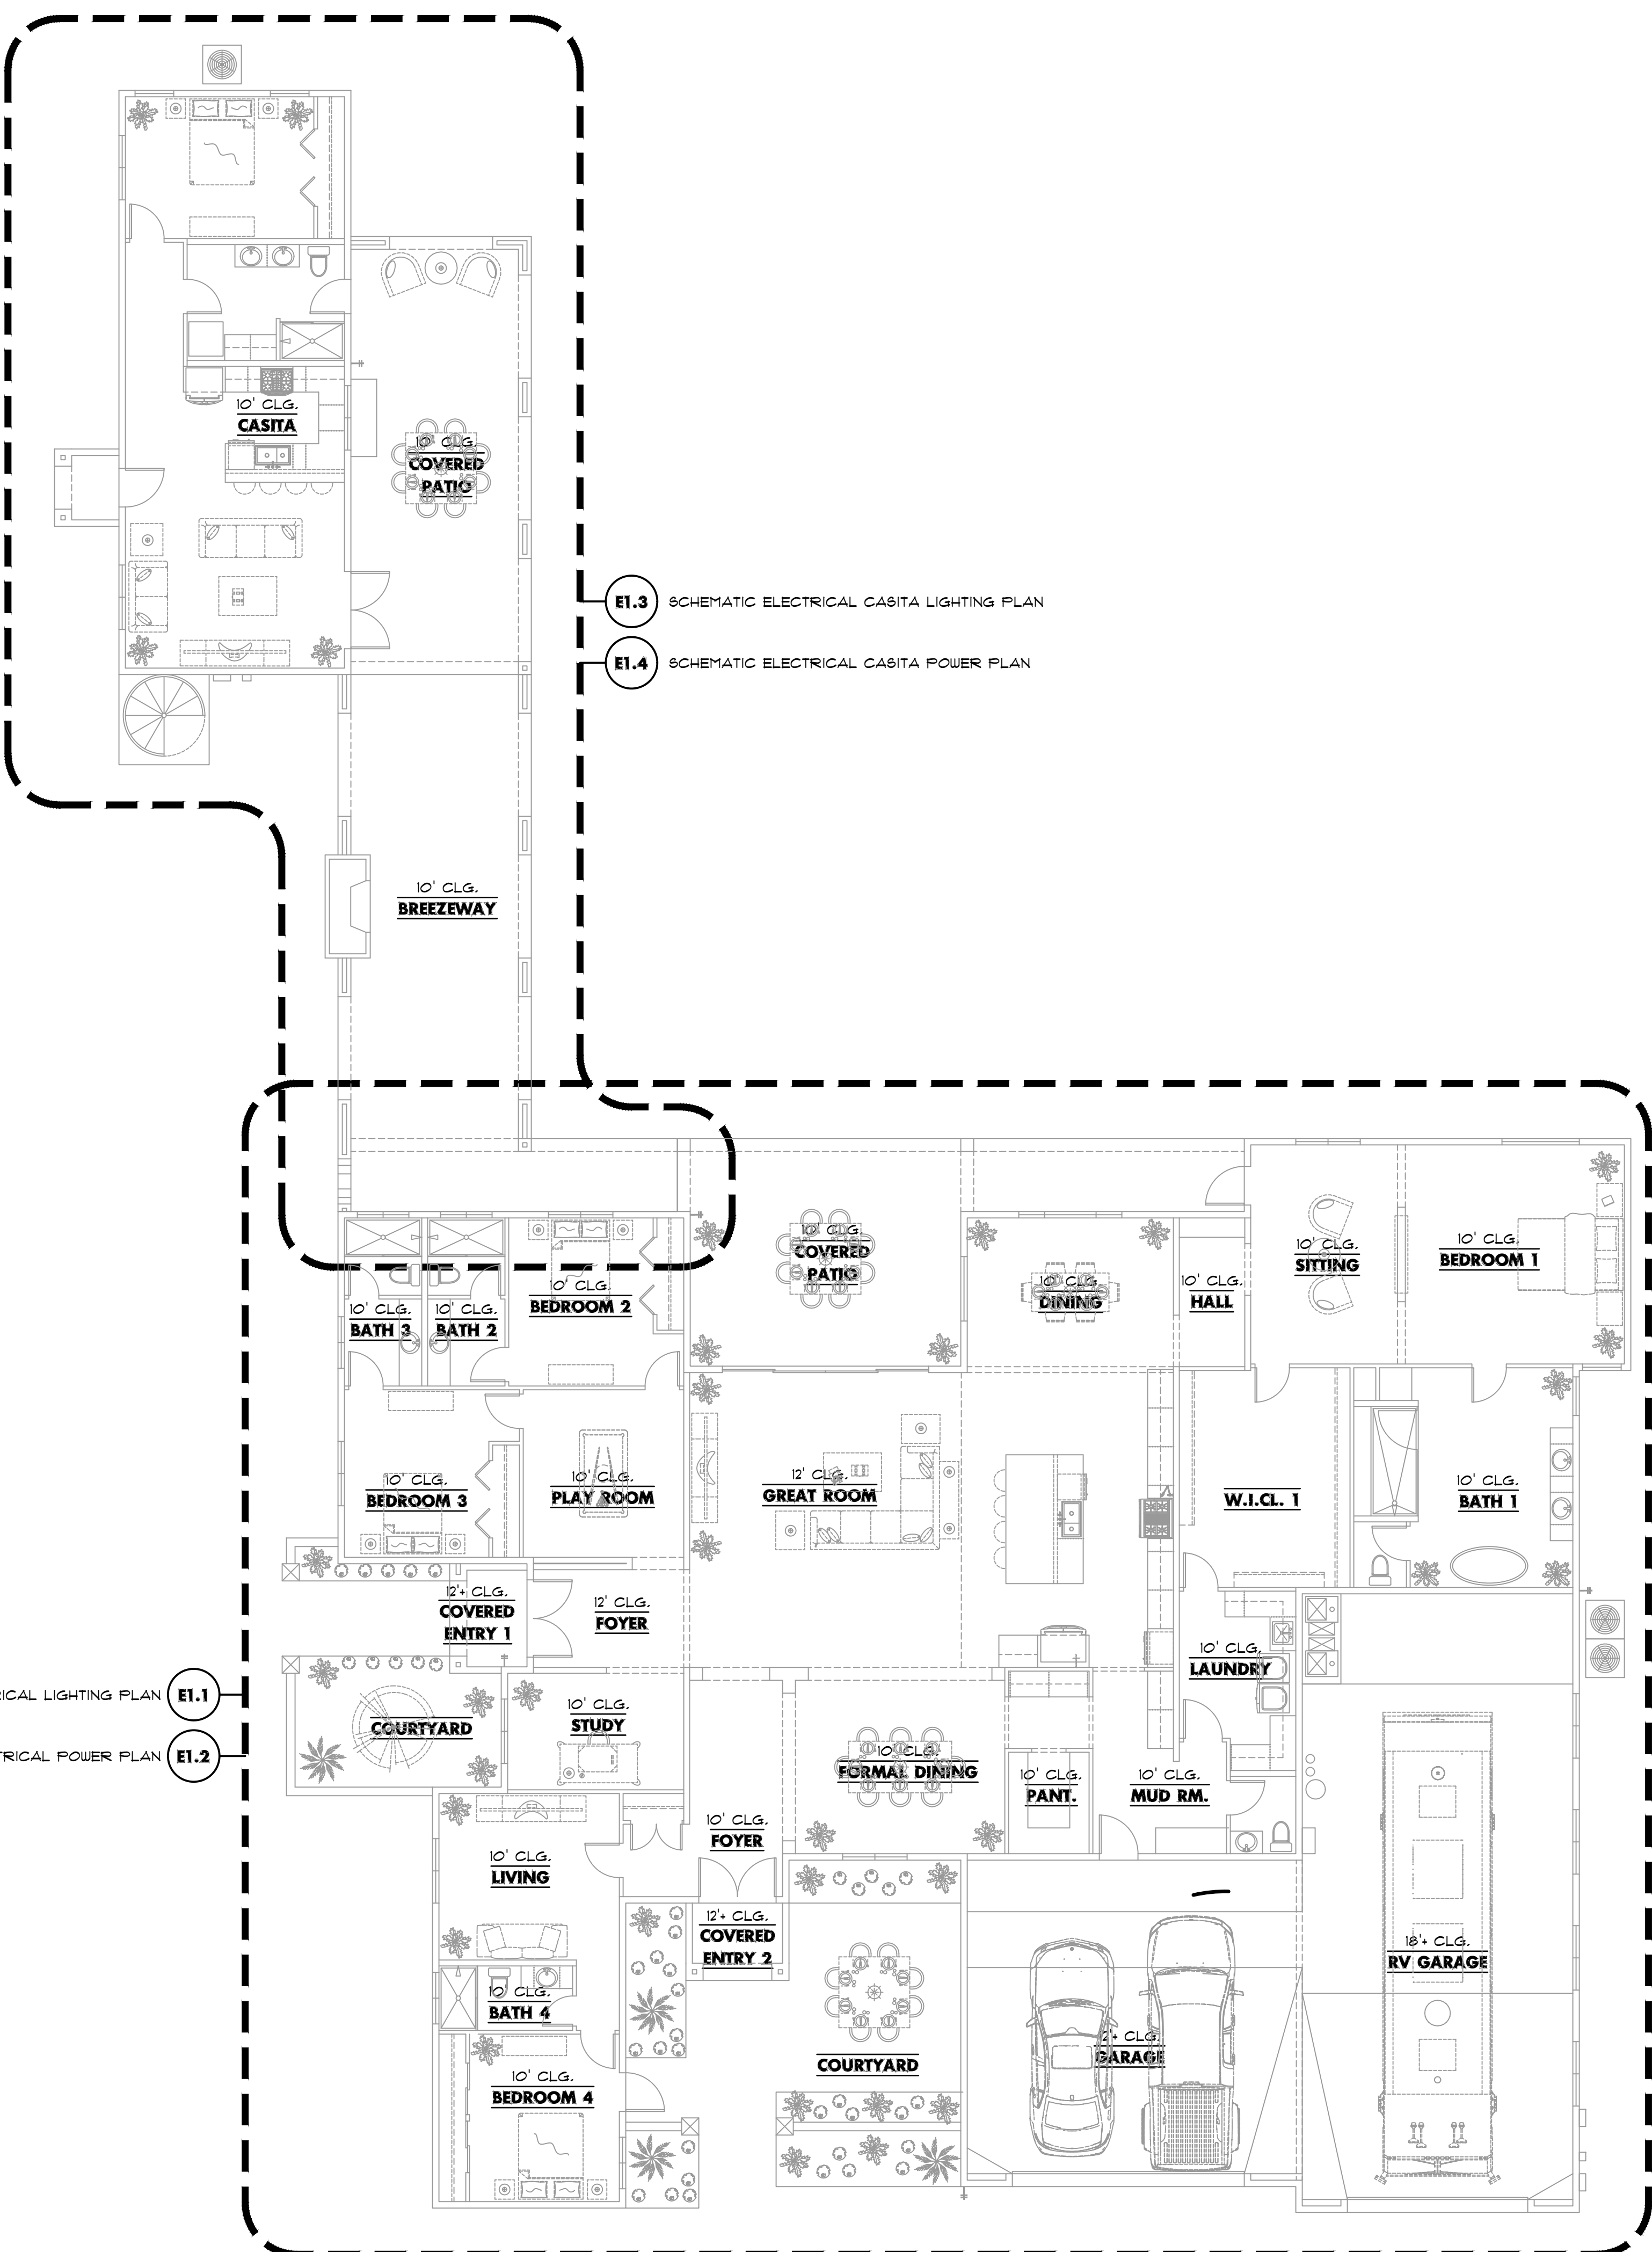 10' CLG.
CASITA
10' CLG.
COVERED
PATIO
E1.3 SCHEMATIC ELECTRICAL CASITA LIGHTING PLAN
E1.4 SCHEMATIC ELECTRICAL CASITA POWER PLAN
10' CLG.
BREEZEWAY
10' CLG.
COVERED
PATIO
10' CLG.
SITTING
10' CLG.
BEDROOM 1
10' CLG.
BATH 3
10' CLG.
BATH 2
10' CLG.
BEDROOM 2
10' CLG.
DINING
10' CLG.
HALL
10' CLG.
BEDROOM 3
10' CLG.
PLAY ROOM
12' CLG.
GREAT ROOM
W.I.CL. 1
10' CLG.
BATH 1
12'+ CLG.
COVERED
ENTRY 1
12' CLG.
FOYER
10' CLG.
LAUNDRY
LIGHTING PLAN E1.1
POWER PLAN E1.2
COURTYARD
10' CLG.
STUDY
10' CLG.
FORMAL DINING
10' CLG.
PANT.
10' CLG.
MUD RM.
10' CLG.
FOYER
10' CLG.
LIVING
12'+ CLG.
COVERED
ENTRY 2
18'+ CLG.
RV GARAGE
10' CLG.
BATH 4
COURTYARD
CLG.
GARAGE
10' CLG.
BEDROOM 4